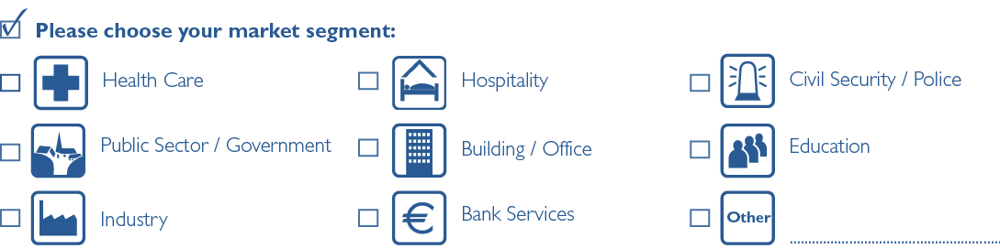 Please choose your market segment:
Health Care
Hospitality
Civil Security / Police
Public Sector / Government
Building / Office
Education
Industry
€
Bank Services
Other